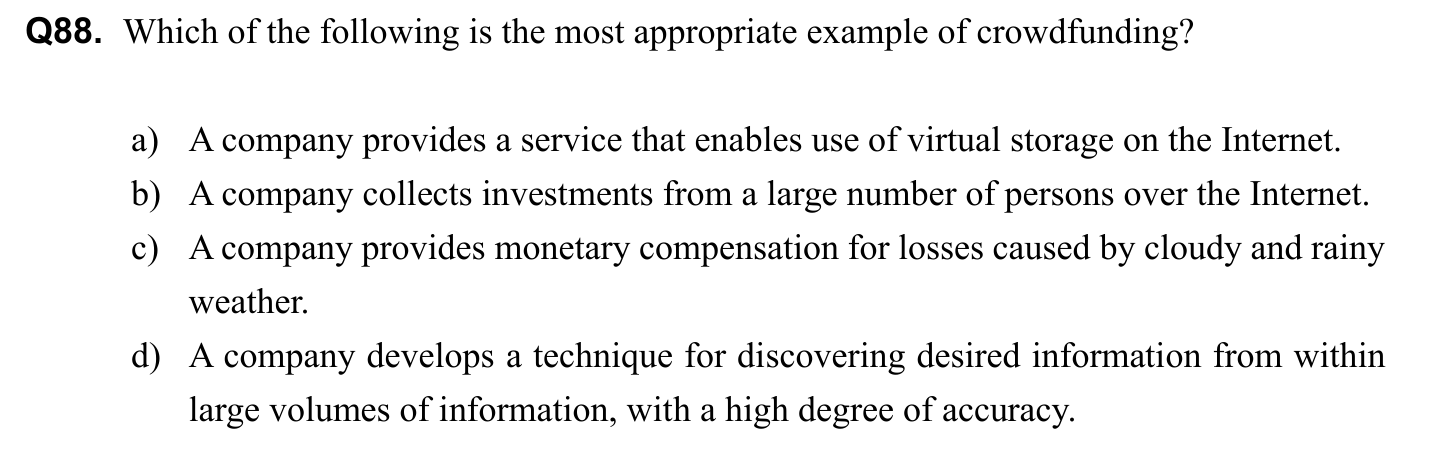 Q88. Which of the following is the most appropriate example of crowdfunding?
a) A company provides a service that enables use of virtual storage on the Internet.
b) A company collects investments from a large number of persons over the Internet.
c) A company provides monetary compensation for losses caused by cloudy and rainy
weather.
d) A company develops a technique for discovering desired information from within
large volumes of information, with a high degree of accuracy.